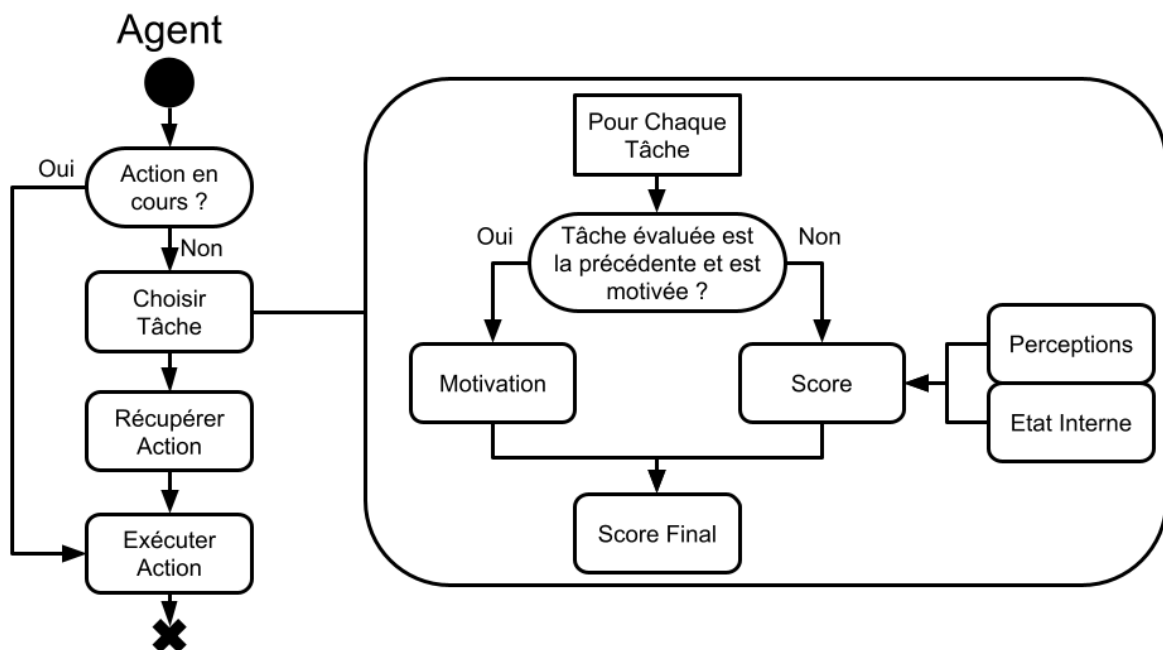 Agent
Oui
Action en
cours ?
Non
Choisir
Tâche
Récupérer
Action
Exécuter
Action
Pour Chaque
Tâche
Oui
Tâche évaluée est
la précédente et est
motivée ?
Non
Motivation
Score
Perceptions
Etat Interne
Score Final